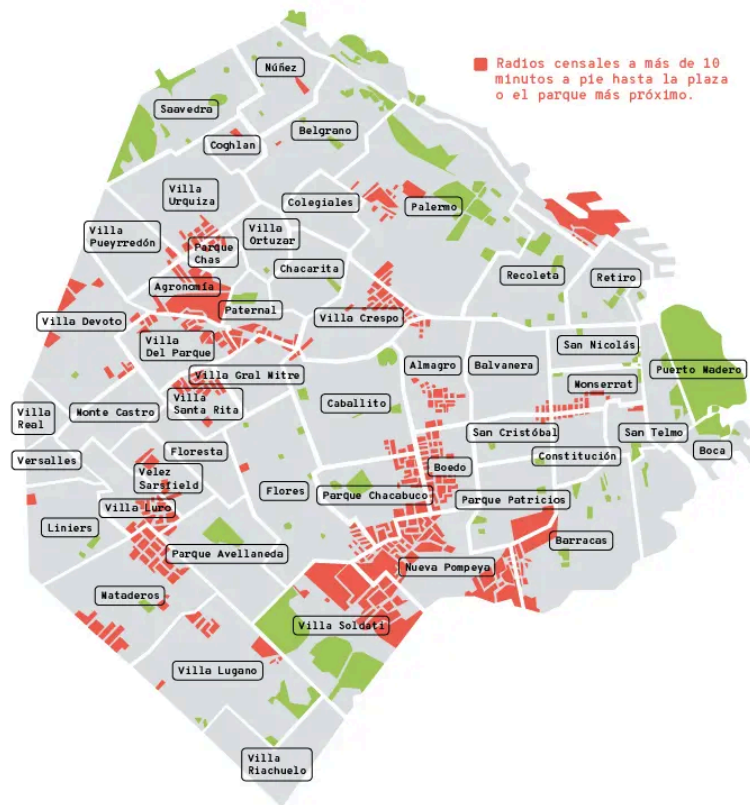 Radios censales a más de 10
minutos a pie hasta la plaza
o el parque más próximo.
Núñez
Saavedra
Belgrano
Coghlan
Villa
Urquiza
Colegiales
Palermo
Villa
Pueyrredón
Villa
Ortuzar
Parque
Chas
Chacarita
Recoleta
Retiro
Agronomía
Paternal
Villa Devoto
Villa Crespo
Villa
Del Parque
San Nicolás
Villa Gral Mitre
Almagro
Balvanera
Puerto Madero
Monserrat
Villa
Santa Rita
Caballito
Villa
Real
Monte Castro
San Cristóbal
San Telmo
Floresta
Constitución
Boca
Versalles
Vélez
Sarsfield
Boedo
Flores
Parque Chacabuco
Parque Patricios
Villa Luro
Liniers
Barracas
Parque Avellaneda
Nueva Pompeya
Mataderos
Villa Soldati
Villa Lugano
Villa
Riachuelo